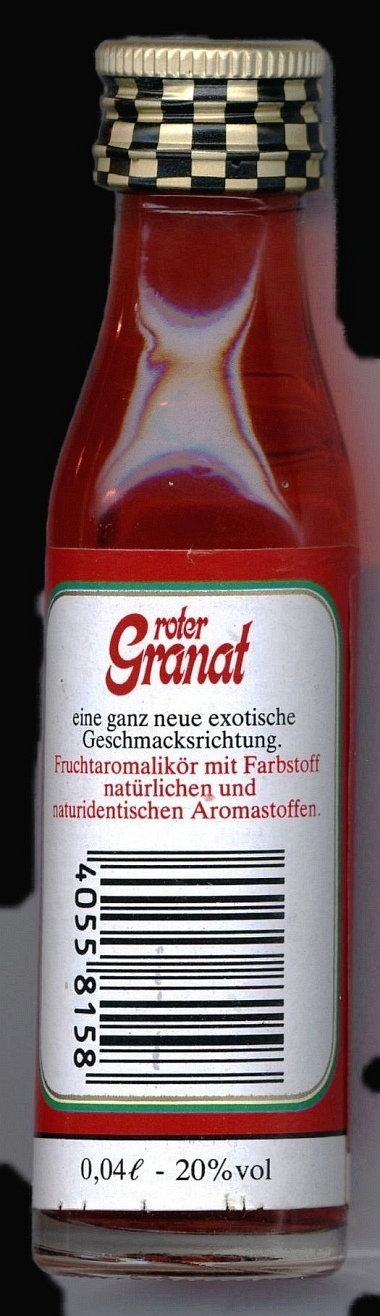 roter
Granat
eine ganz neue exotische
Geschmacksrichtung.
Fruchtaromalikör mit Farbstoff
natürlichen und
naturidentischen Aromastoffen.
4055 8158
0,04ℓ - 20% vol